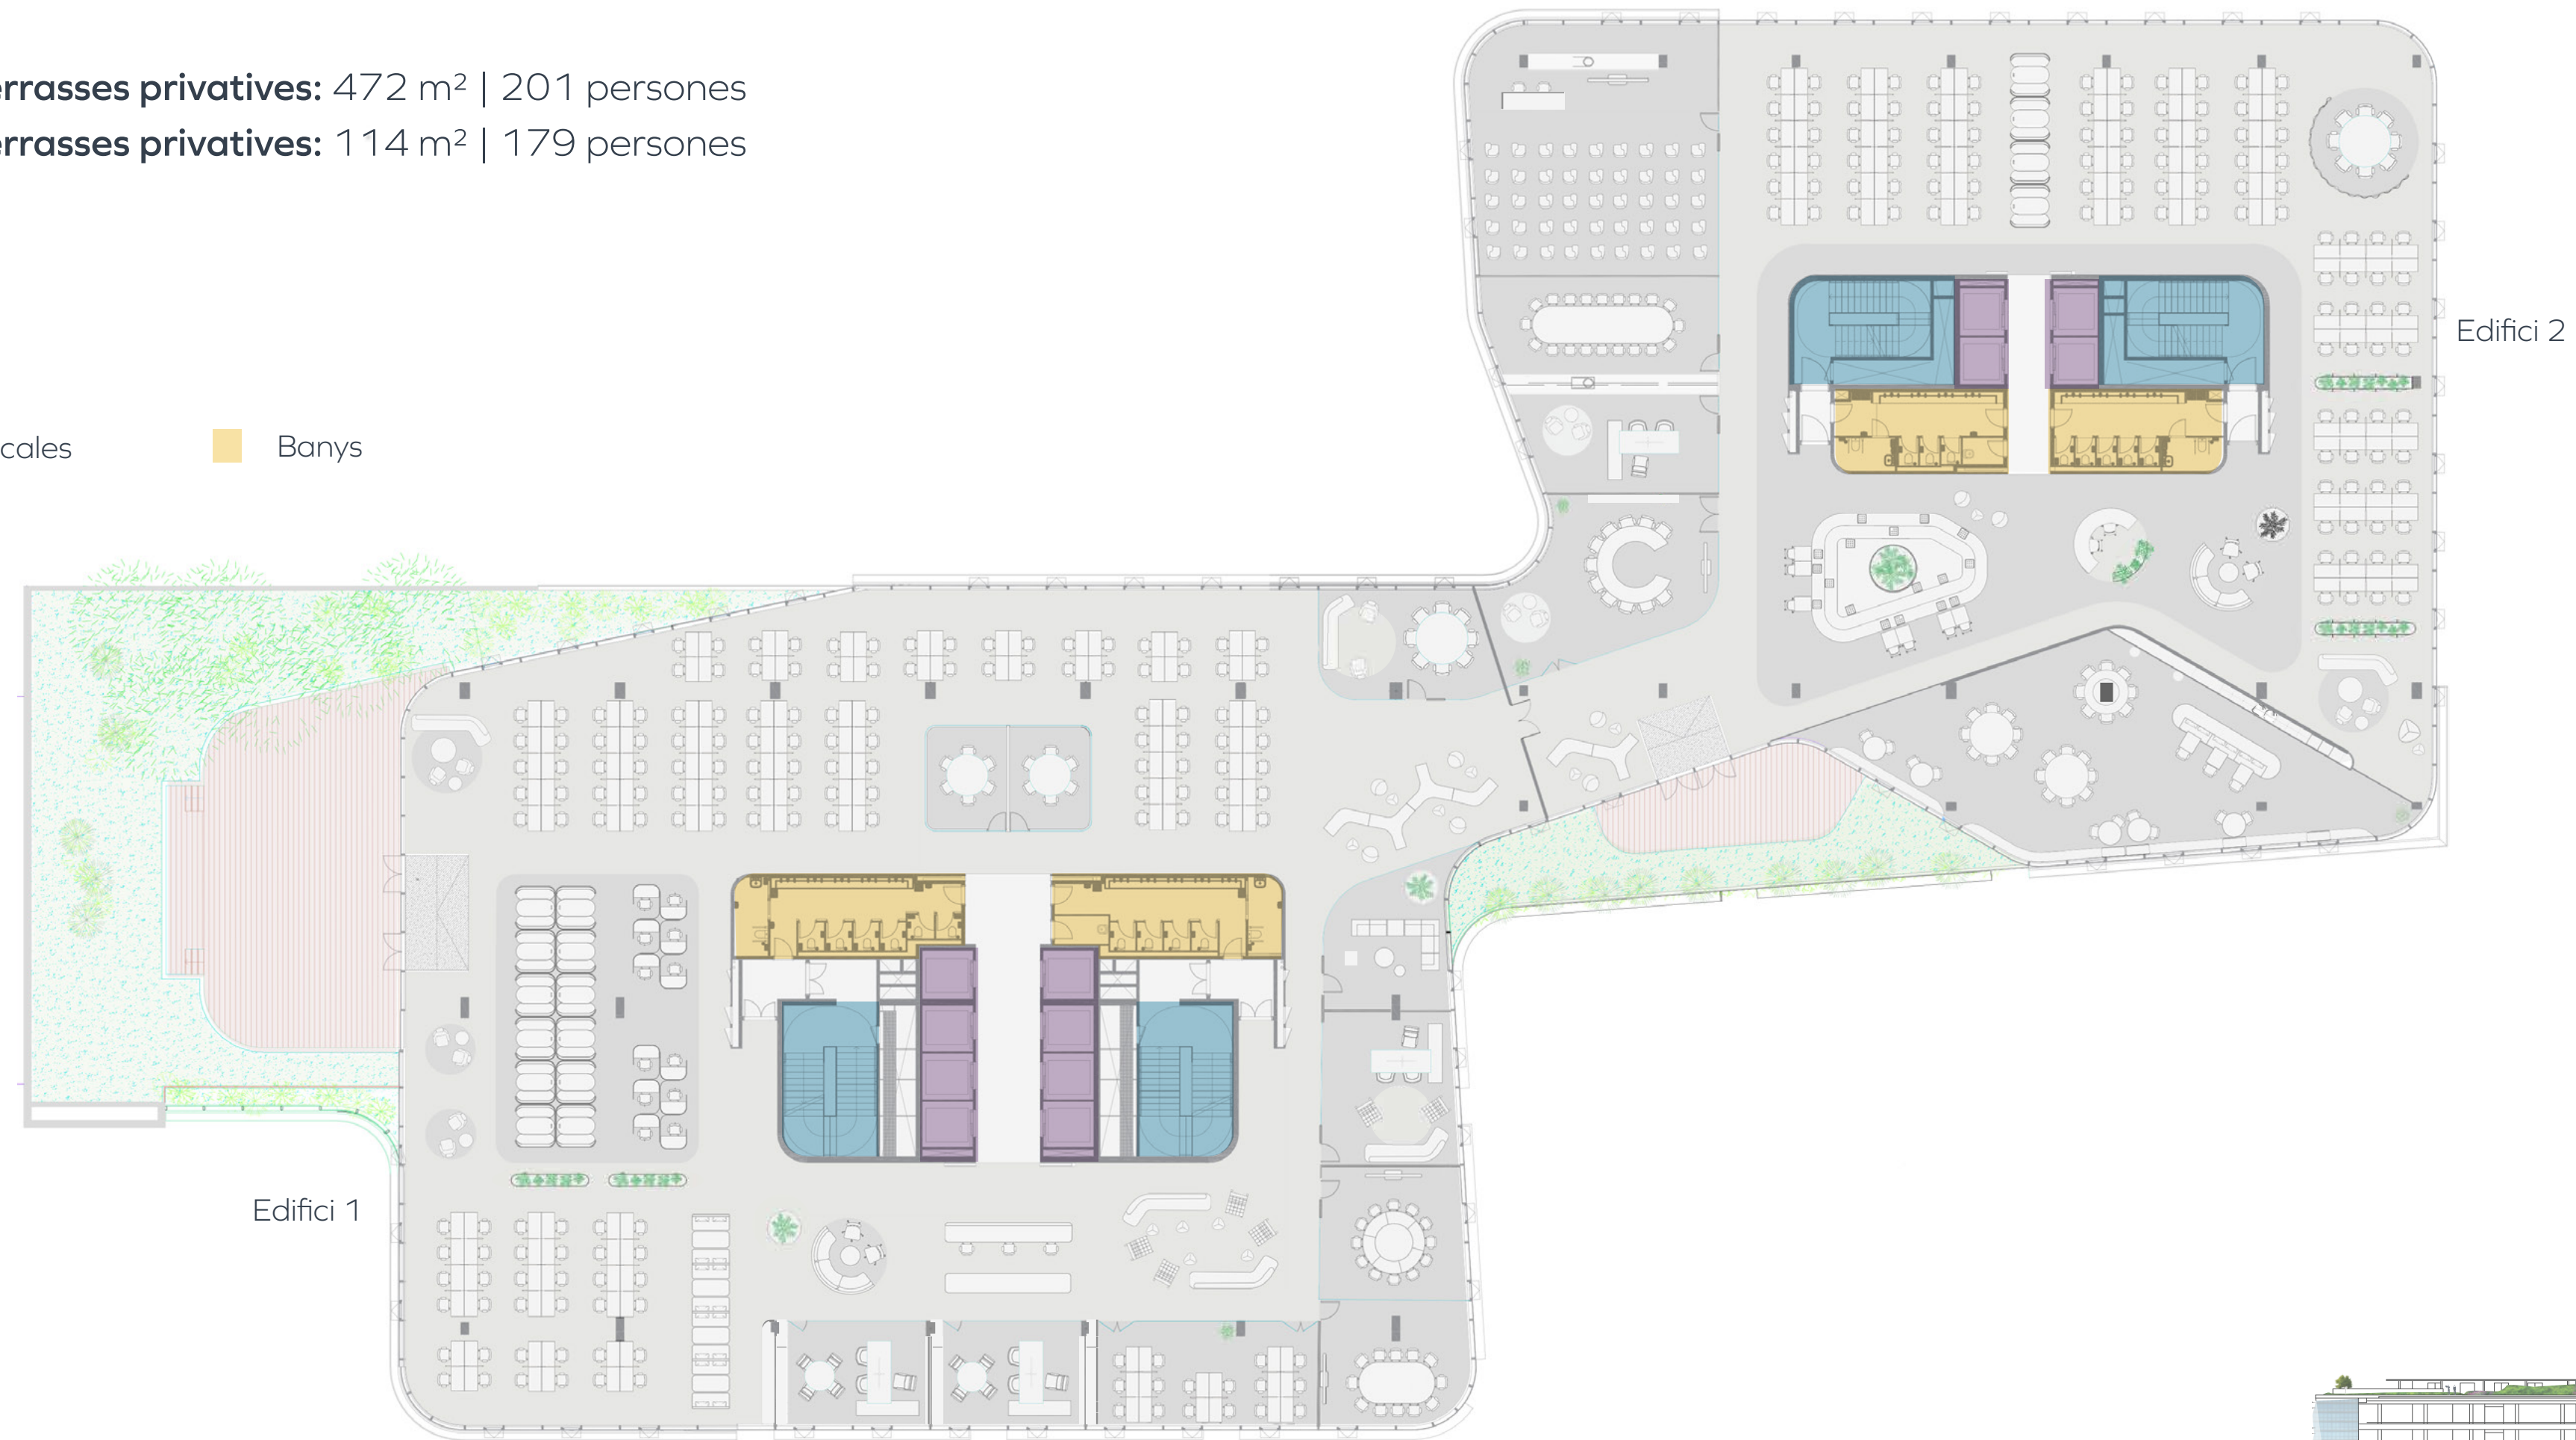 errasses privatives: 472 m² | 201 persones
errasses privatives: 114 m² | 179 persones
cales
Banys
Edifici 2
Edifici 1